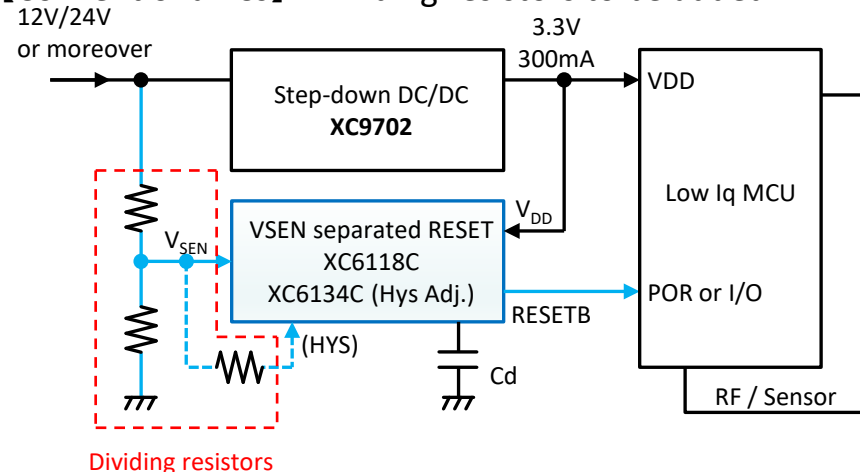 12V/24V
or moreover
3.3V
300mA
Step-down DC/DC
XC9702
VDD
Low Iq MCU
VDD
VSEN
VSEN separated RESET
XC6118C
XC6134C (Hys Adj.)
POR or I/O
RESETB
(HYS)
Cd
RF / Sensor
Dividing resistors